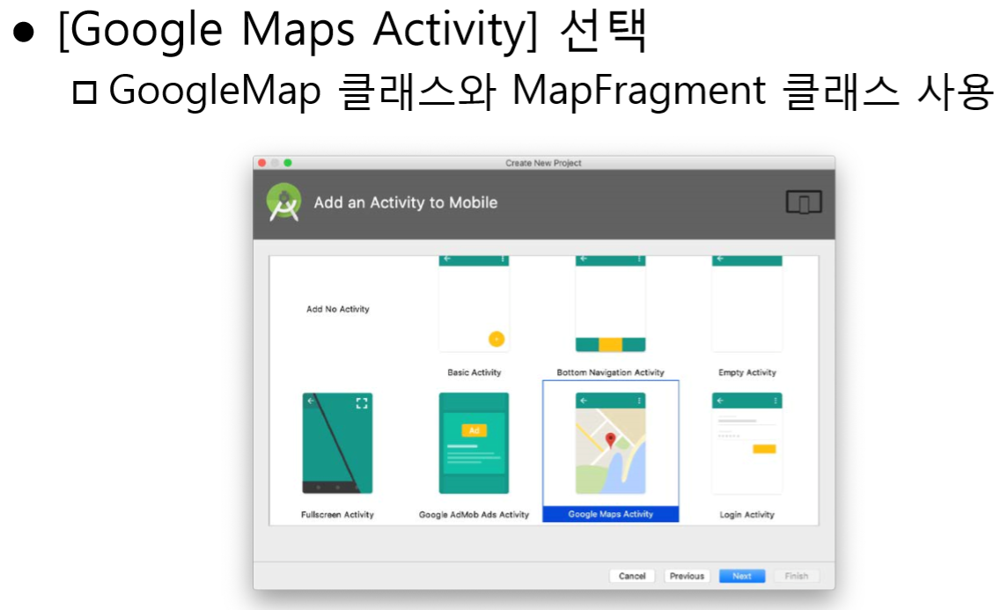 ● [Google Maps Activity] 선택
□ GoogleMap 클래스와 MapFragment 클래스 사용
Create New Project
Add an Activity to Mobile
Add No Activity
Basic Activity
Bottom Navigation Activity
Empty Activity
Ad
Fullscreen Activity
Google AdMob Ads Activity
Google Maps Activity
Login Activity
Cancel
Previous
Next
Finish